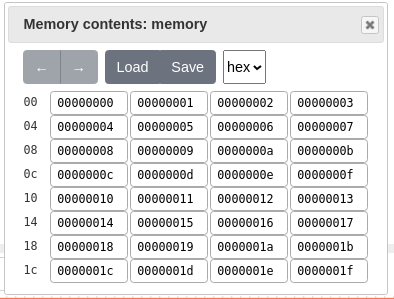 Memory contents: memory ✖
← → Load Save hex
00 00000000 00000001 00000002 00000003
04 00000004 00000005 00000006 00000007
08 00000008 00000009 0000000a 0000000b
0c 0000000c 0000000d 0000000e 0000000f
10 00000010 00000011 00000012 00000013
14 00000014 00000015 00000016 00000017
18 00000018 00000019 0000001a 0000001b
1c 0000001c 0000001d 0000001e 0000001f